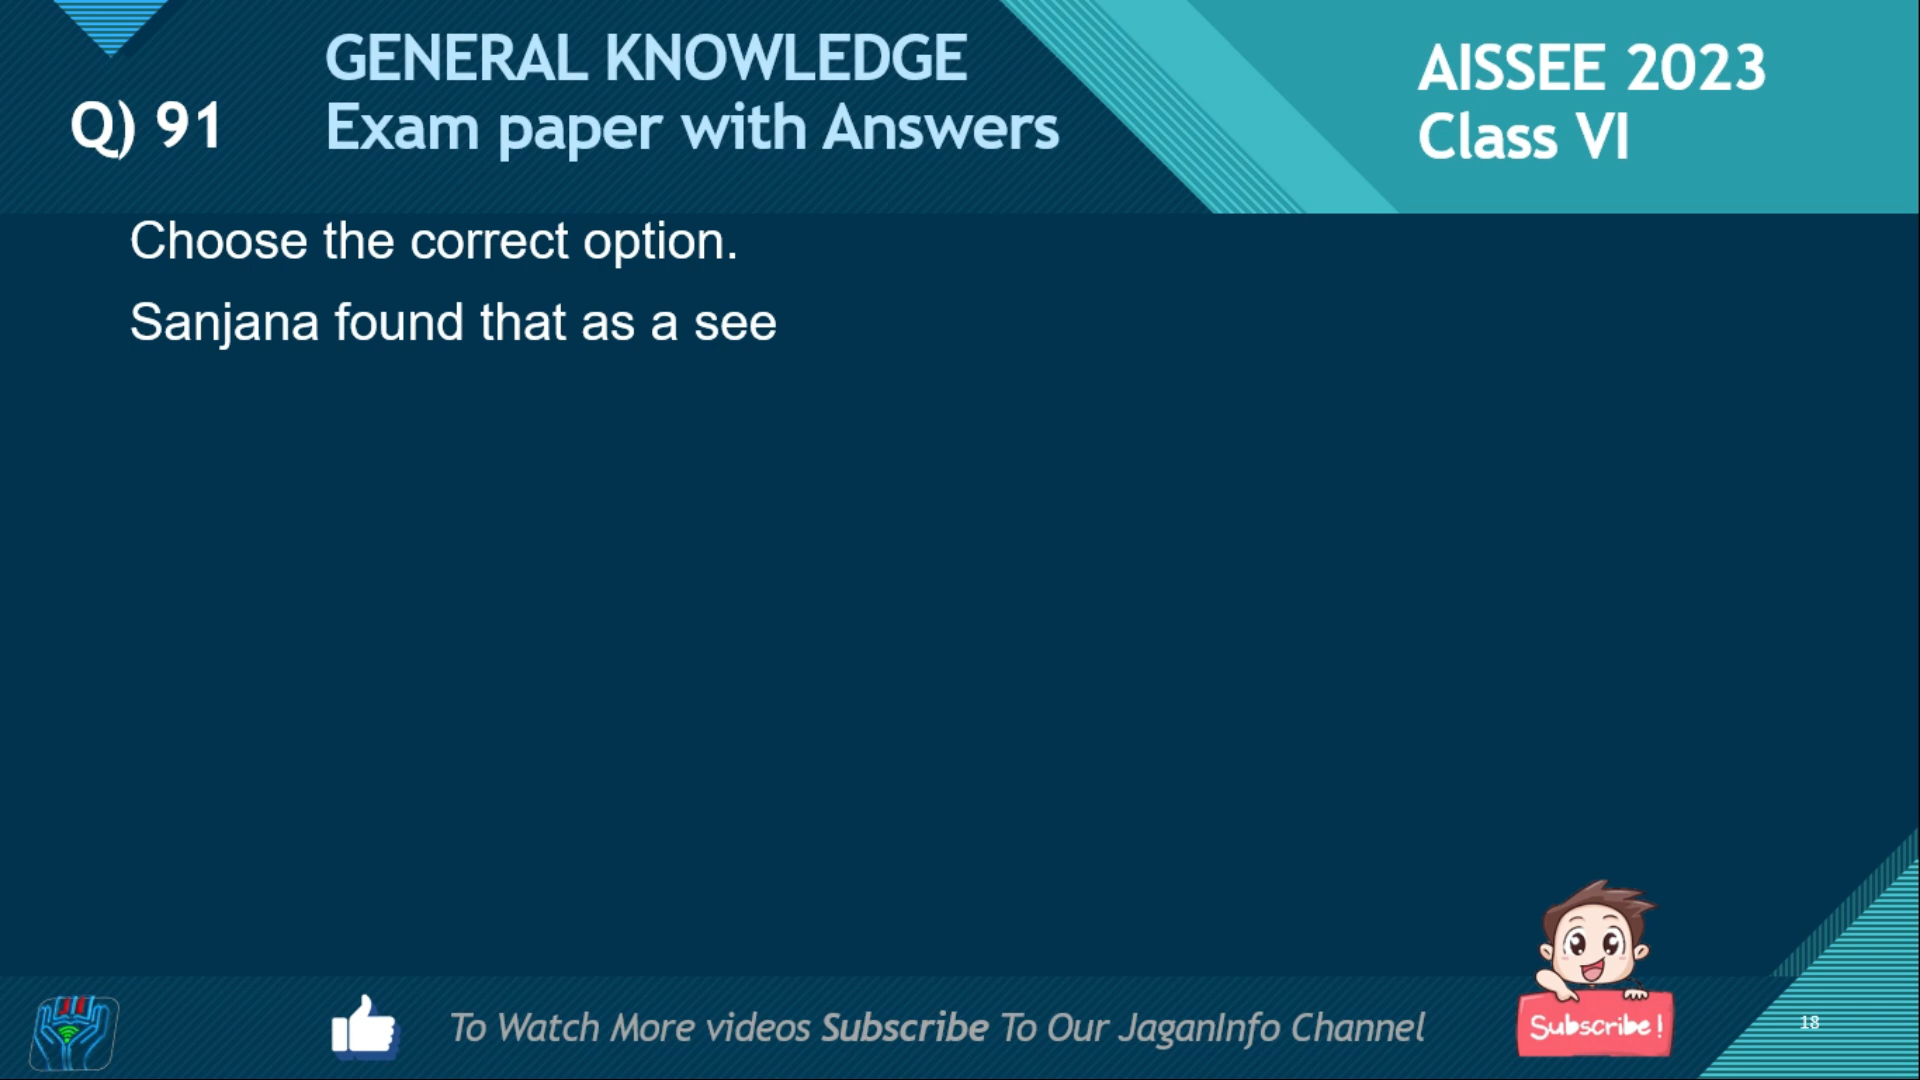 GENERAL KNOWLEDGE
Q) 91
Exam paper with Answers
AISSEE 2023
Class VI
Choose the correct option.
Sanjana found that as a see
To Watch More videos Subscribe To Our JaganInfo Channel
Subscribe!
18